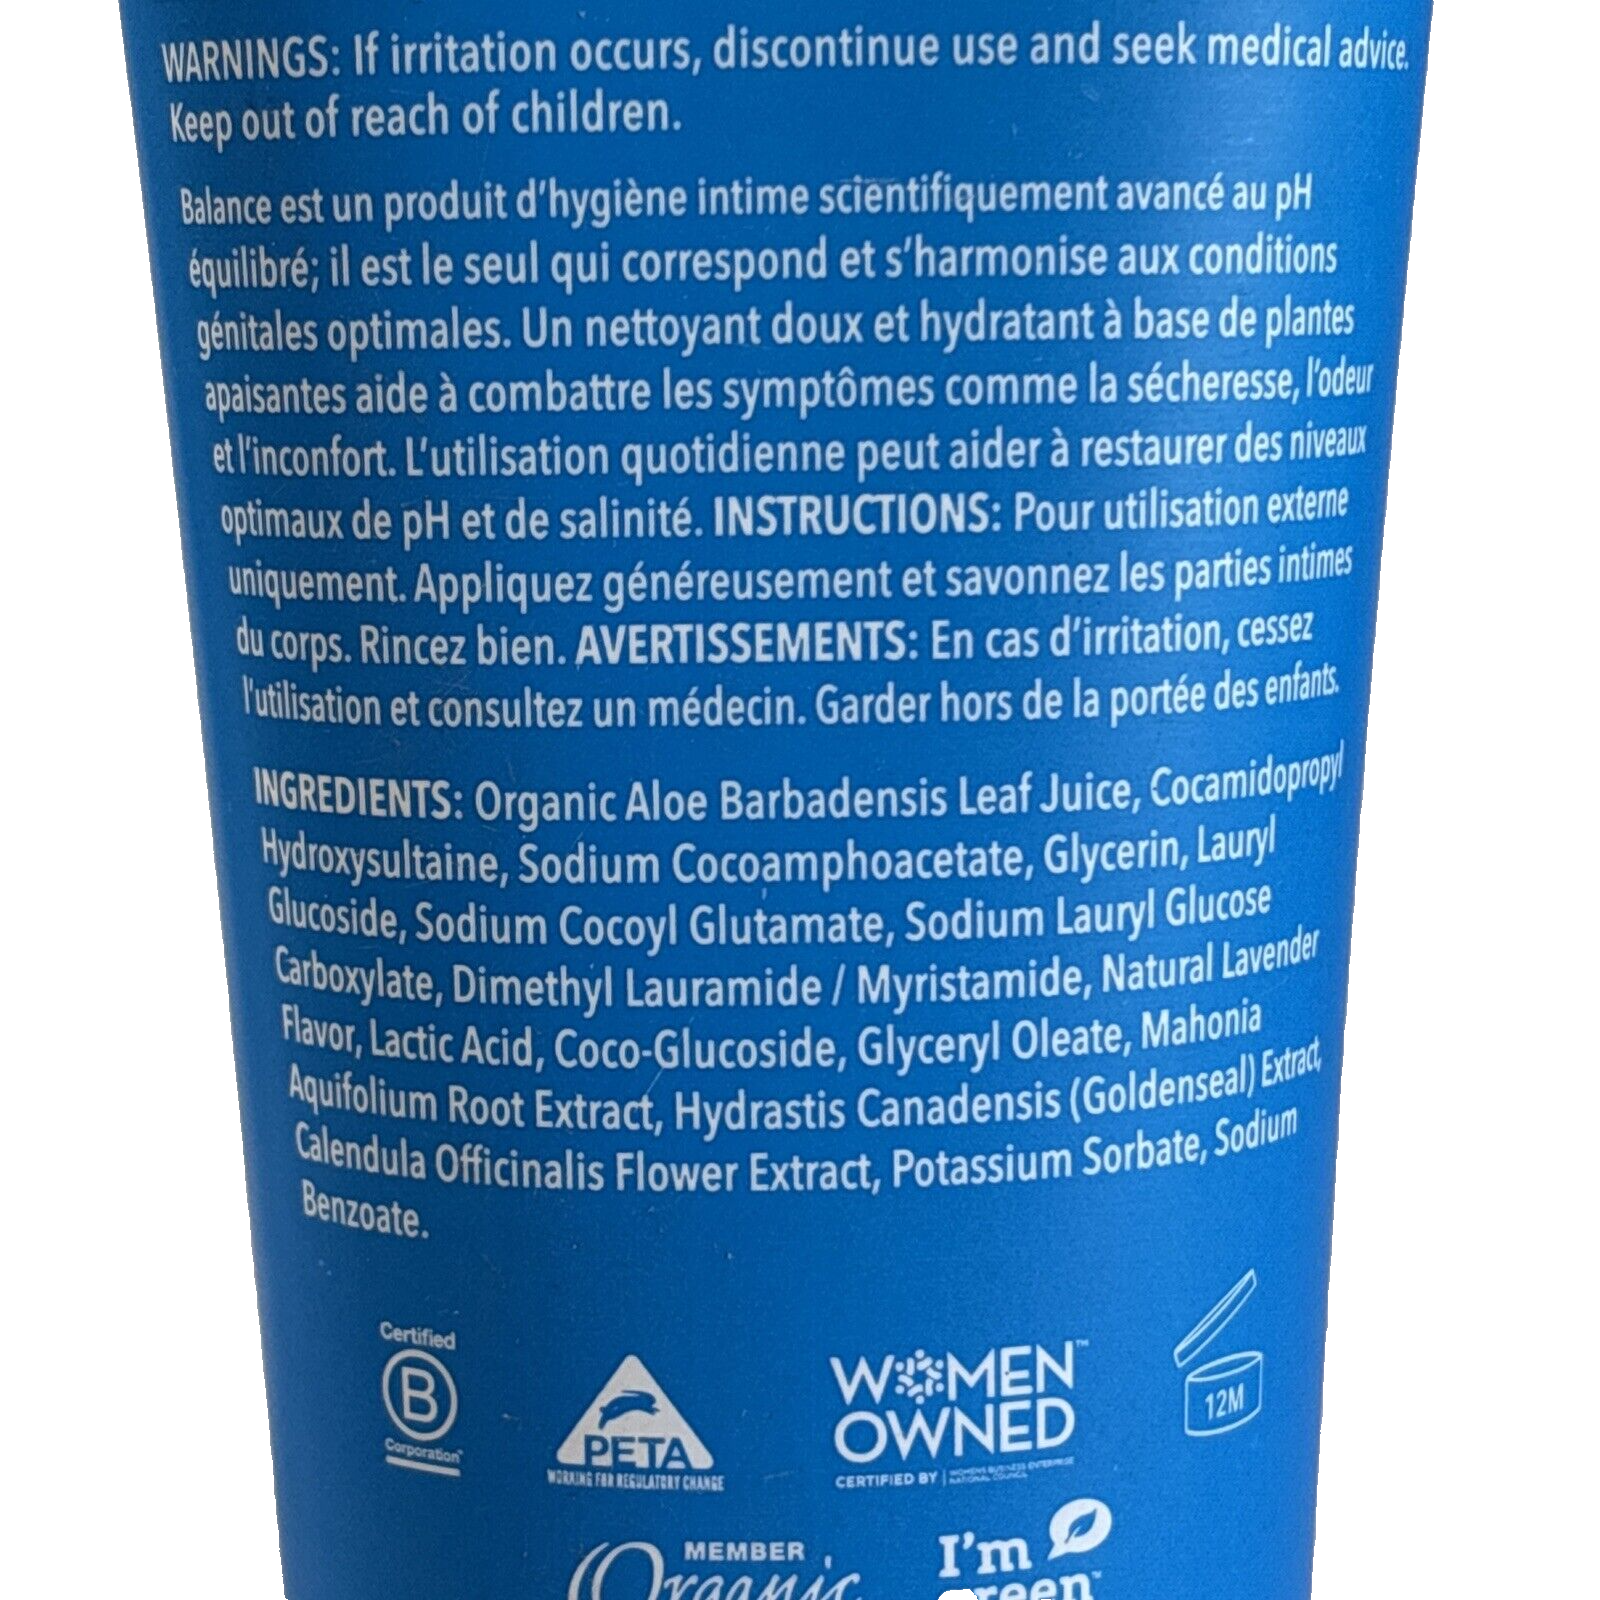 WARNINGS: If irritation occurs, discontinue use and seek medical advice.
Keep out of reach of children.
Balance est un produit d'hygiène intime scientifiquement avancé au pH
équilibré; il est le seul qui correspond et s'harmonise aux conditions
génitales optimales. Un nettoyant doux et hydratant à base de plantes
apaisantes aide à combattre les symptômes comme la sécheresse, l'odeur
et l'inconfort. L'utilisation quotidienne peut aider à restaurer des niveaux
optimaux de pH et de salinité. INSTRUCTIONS: Pour utilisation externe
uniquement. Appliquez généreusement et savonnez les parties intimes
du corps. Rincez bien. AVERTISSEMENTS: En cas d'irritation, cessez
l'utilisation et consultez un médecin. Garder hors de la portée des enfants.
INGREDIENTS: Organic Aloe Barbadensis Leaf Juice, Cocamidopropyl
Hydroxysultaine, Sodium Cocoamphoacetate, Glycerin, Lauryl
Glucoside, Sodium Cocoyl Glutamate, Sodium Lauryl Glucose
Carboxylate, Dimethyl Lauramide / Myristamide, Natural Lavender
Flavor, Lactic Acid, Coco-Glucoside, Glyceryl Oleate, Mahonia
Aquifolium Root Extract, Hydrastis Canadensis (Goldenseal) Extract,
Calendula Officinalis Flower Extract, Potassium Sorbate, Sodium
Benzoate.
Certified
B
Corporation™
PETA
WORKING FOR REGULATORY CHANGE
WOMEN™
OWNED
CERTIFIED BY | WOMEN'S BUSINESS ENTERPRISE
NATIONAL COUNCIL
12M
MEMBER
Organic
I'm